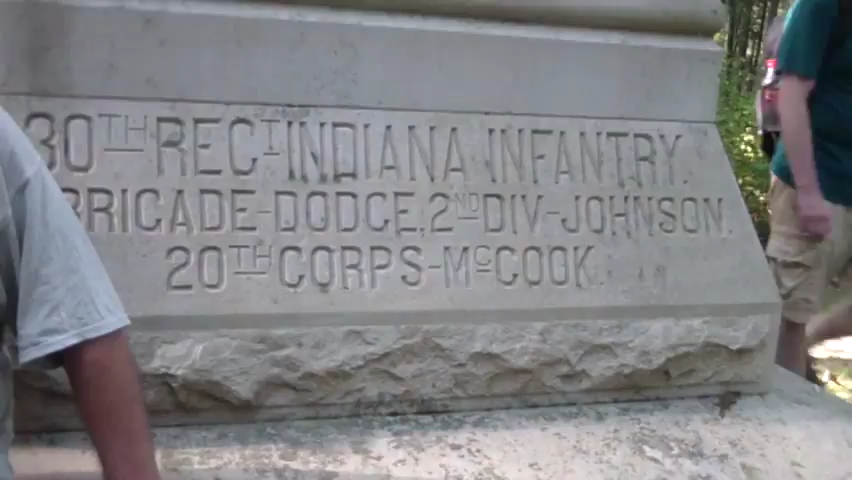 30TH REGT INDIANA INFANTRY.
BRIGADE-DODGE, 2ND DIV-JOHNSON.
20TH CORPS-MCCOOK.